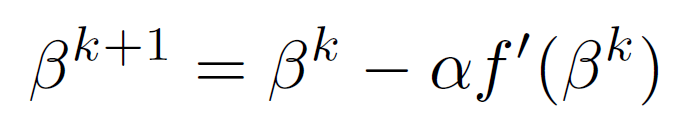 β^{k+1} = β^k − αf′(β^k)